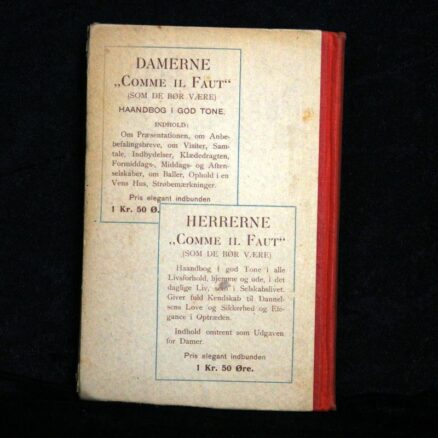 DAMERNE
„COMME IL FAUT“
(SOM DE BØR VÆRE)
HAANDBOG I GOD TONE.
INDHOLD:
Om Præsentationen, om Anbe-
befalingsbreve, om Visiter, Sam-
tale, Indbydelser, Klædedragten,
Formiddags-, Middags- og Aften-
selskaber, om Baller, Ophold i en
Vens Hus, Strøbemærkninger.
Pris elegant indbunden
1 Kr. 50 Ø.
HERRERNE
„COMME IL FAUT“
(SOM DE BØR VÆRE)
Haandbog i god Tone i alle
Livsforhold, hjemme og ude, i det
daglige Liv, som i Selskabslivet.
Giver fuld Kendskab til Dannel-
sens Love og Sikkerhed og Ele-
gance i Optræden.
Indhold omtrent som Udgaven
for Damer.
Pris elegant indbunden
1 Kr. 50 Øre.